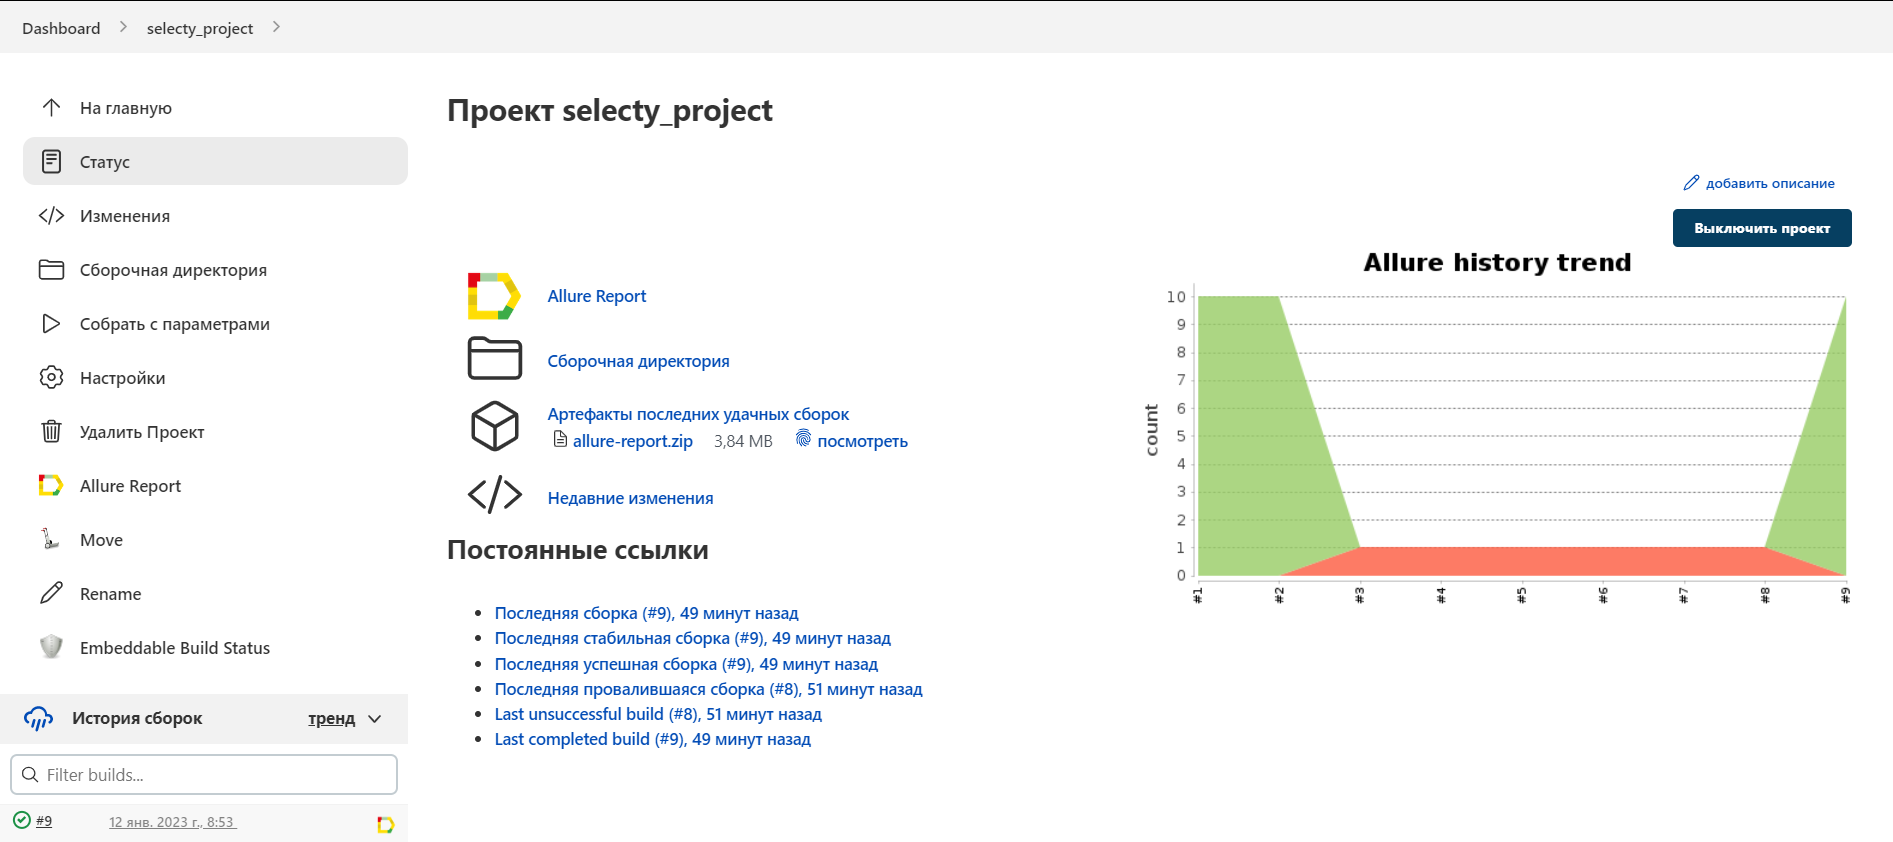 Dashboard
selecty_project
На главную
Статус
Изменения
Сборочная директория
Собрать с параметрами
Настройки
Удалить Проект
Allure Report
Move
Rename
Embeddable Build Status
История сборок
тренд
Filter builds...
#9
12 янв. 2023 г., 8:53
Проект selecty_project
добавить описание
Выключить проект
Allure Report
Сборочная директория
Артефакты последних удачных сборок
allure-report.zip 3,84 MB посмотреть
Недавние изменения
Постоянные ссылки
Последняя сборка (#9), 49 минут назад
Последняя стабильная сборка (#9), 49 минут назад
Последняя успешная сборка (#9), 49 минут назад
Последняя провалившаяся сборка (#8), 51 минут назад
Last unsuccessful build (#8), 51 минут назад
Last completed build (#9), 49 минут назад
Allure history trend
count
10
9
8
7
6
5
4
3
2
1
0
#1 #2 #3 #4 #5 #6 #7 #8 #9